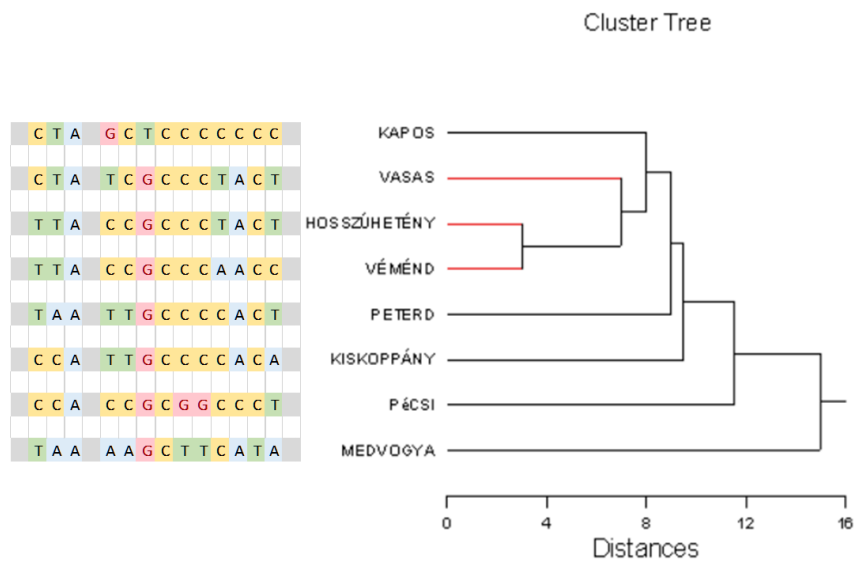 Cluster Tree
C T A G C T C C C C C C C KAPOS
C T A T C G C C C T A C T VASAS
T T A C C G C C C T A C T HOSSZÚHETÉNY
T T A C C G C C C A A C C VÉMÉND
T A A T T G C C C C A C T PETERD
C C A T T G C C C C A C A KISKOPPÁNY
C C A C C G C G G C C C T PéCSI
T A A A A G C T T C A T A MEDVOGYA
0 4 8 12 16
Distances